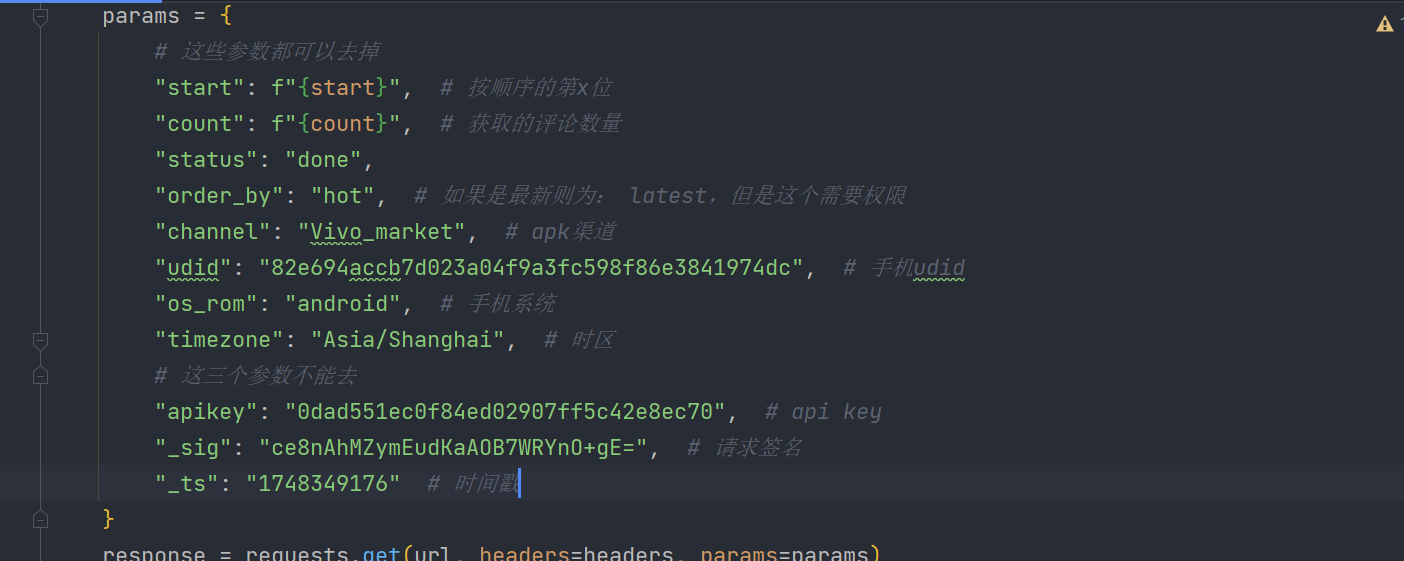 params = {
# 这些参数都可以去掉
"start": f"{start}",  # 按顺序的第x位
"count": f"{count}",  # 获取的评论数量
"status": "done",
"order_by": "hot",  # 如果是最新则为： latest，但是这个需要权限
"channel": "Vivo_market",  # apk渠道
"udid": "82e694accb7d023a04f9a3fc598f86e3841974dc",  # 手机udid
"os_rom": "android",  # 手机系统
"timezone": "Asia/Shanghai",  # 时区
# 这三个参数不能去
"apikey": "0dad551ec0f84ed02907ff5c42e8ec70",  # api key
"_sig": "ce8nAhMZymEudKaAOB7WRYnO+gE=",  # 请求签名
"_ts": "1748349176"  # 时间戳
}
response = requests.get(url, headers=headers, params=params)